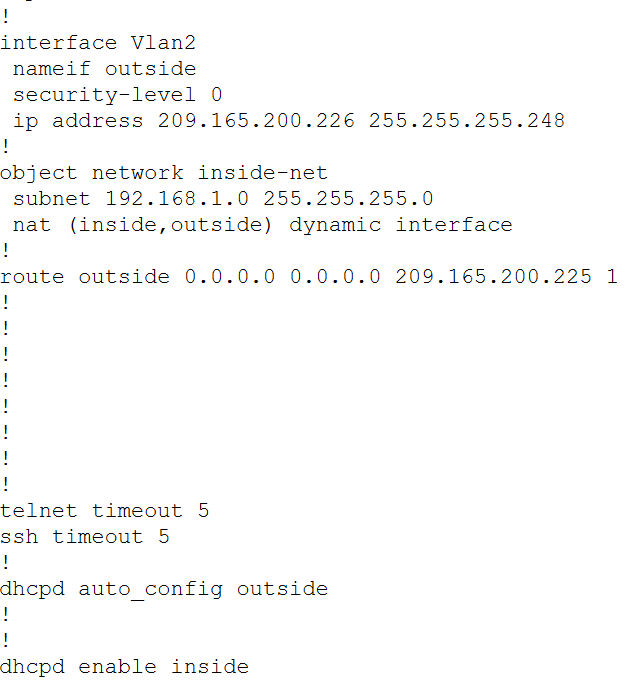 !
interface Vlan2
 nameif outside
 security-level 0
 ip address 209.165.200.226 255.255.255.248
!
object network inside-net
 subnet 192.168.1.0 255.255.255.0
 nat (inside,outside) dynamic interface
!
route outside 0.0.0.0 0.0.0.0 209.165.200.225 1
!
!
!
!
!
!
!
!
telnet timeout 5
ssh timeout 5
!
dhcpd auto_config outside
!
!
dhcpd enable inside